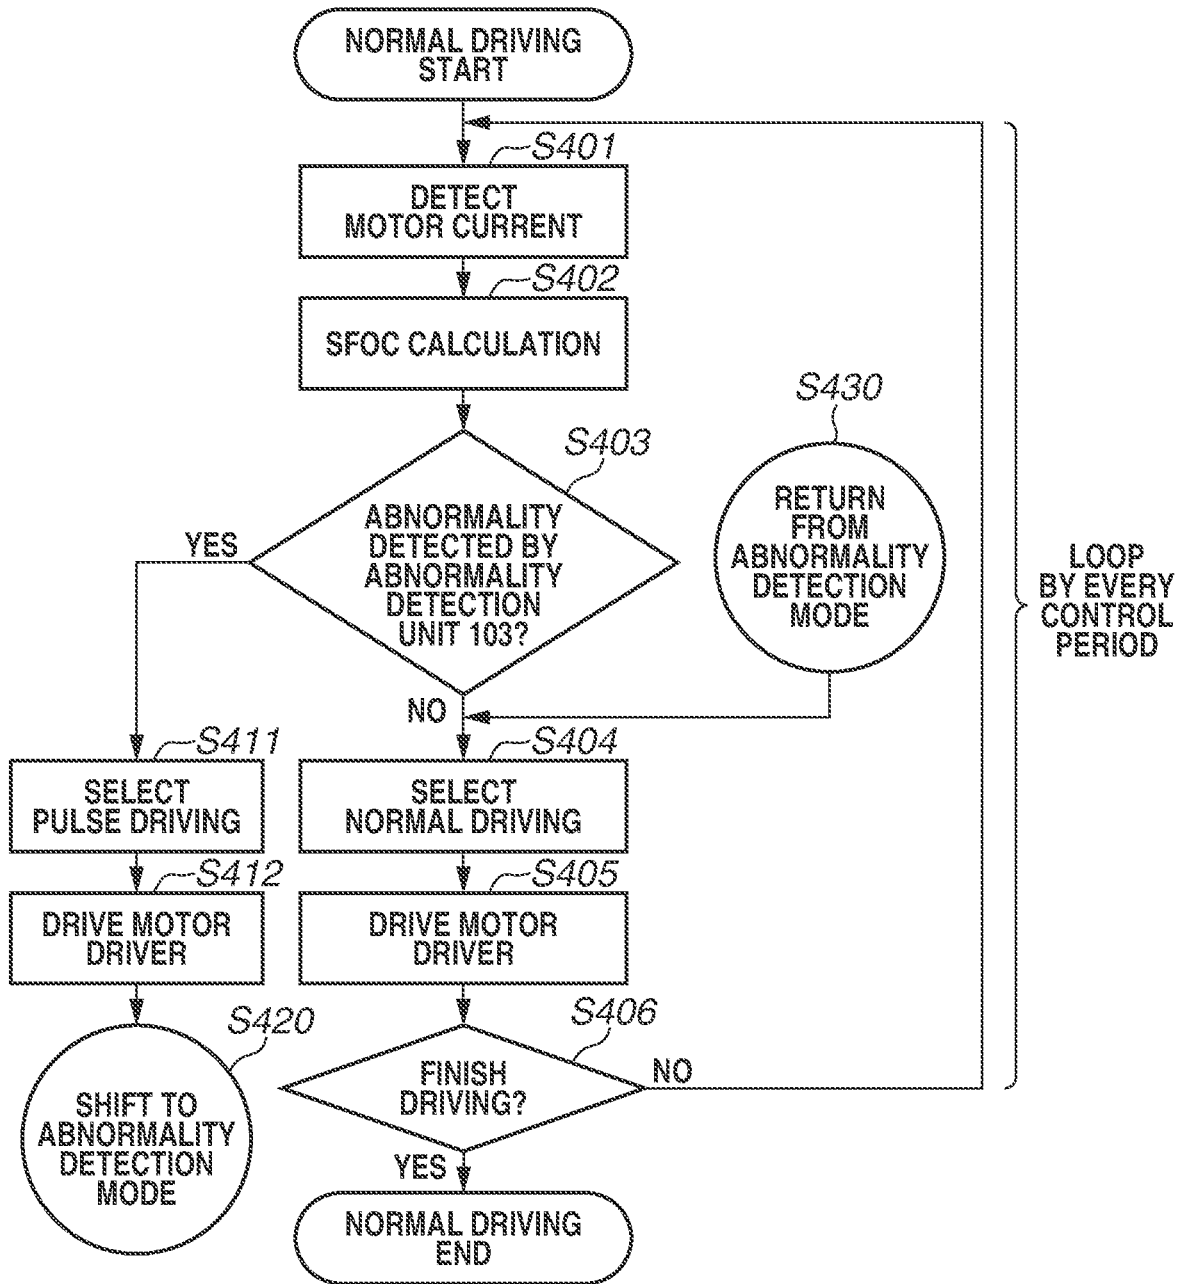 NORMAL DRIVING
START
S401
DETECT
MOTOR CURRENT
S402
SFOC CALCULATION
S403
ABNORMALITY
DETECTED BY
ABNORMALITY
DETECTION
UNIT 103?
YES
NO
S430
RETURN
FROM
ABNORMALITY
DETECTION
MODE
LOOP
BY EVERY
CONTROL
PERIOD
S411
SELECT
PULSE DRIVING
S404
SELECT
NORMAL DRIVING
S412
DRIVE MOTOR
DRIVER
S405
DRIVE MOTOR
DRIVER
S420
SHIFT TO
ABNORMALITY
DETECTION
MODE
S406
FINISH
DRIVING?
NO
YES
NORMAL DRIVING
END